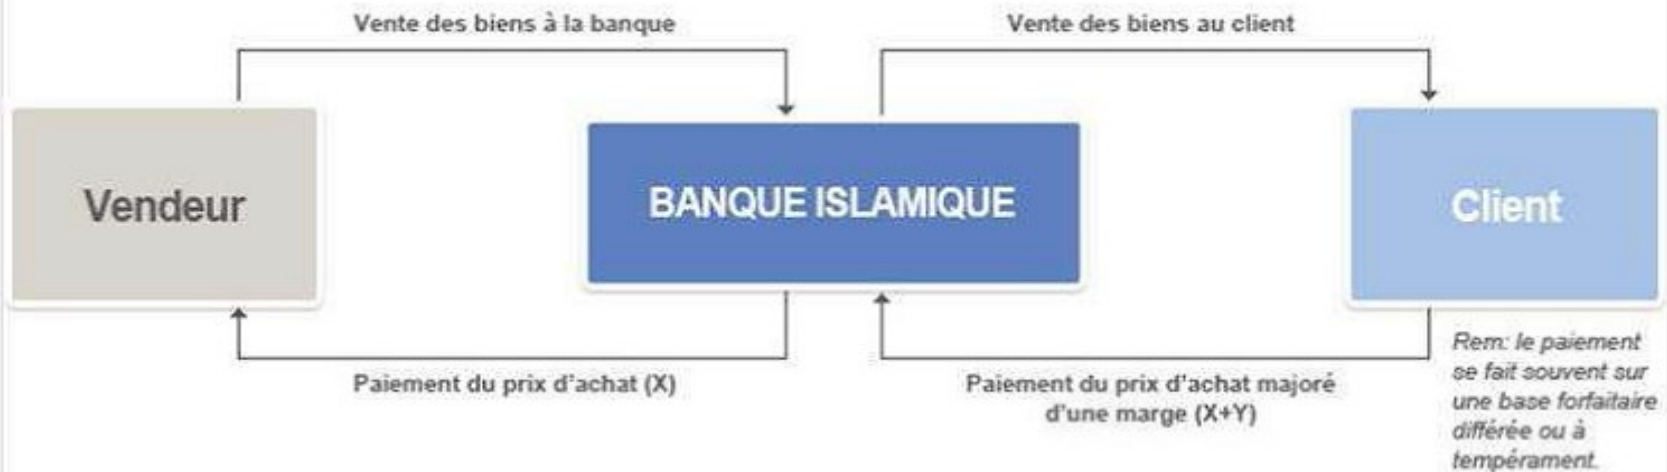 Vente des biens à la banque
Vente des biens au client
Vendeur
BANQUE ISLAMIQUE
Client
Paiement du prix d'achat (X)
Paiement du prix d'achat majoré
d'une marge (X+Y)
Rem: le paiement
se fait souvent sur
une base forfaitaire
différée ou à
tempérament.